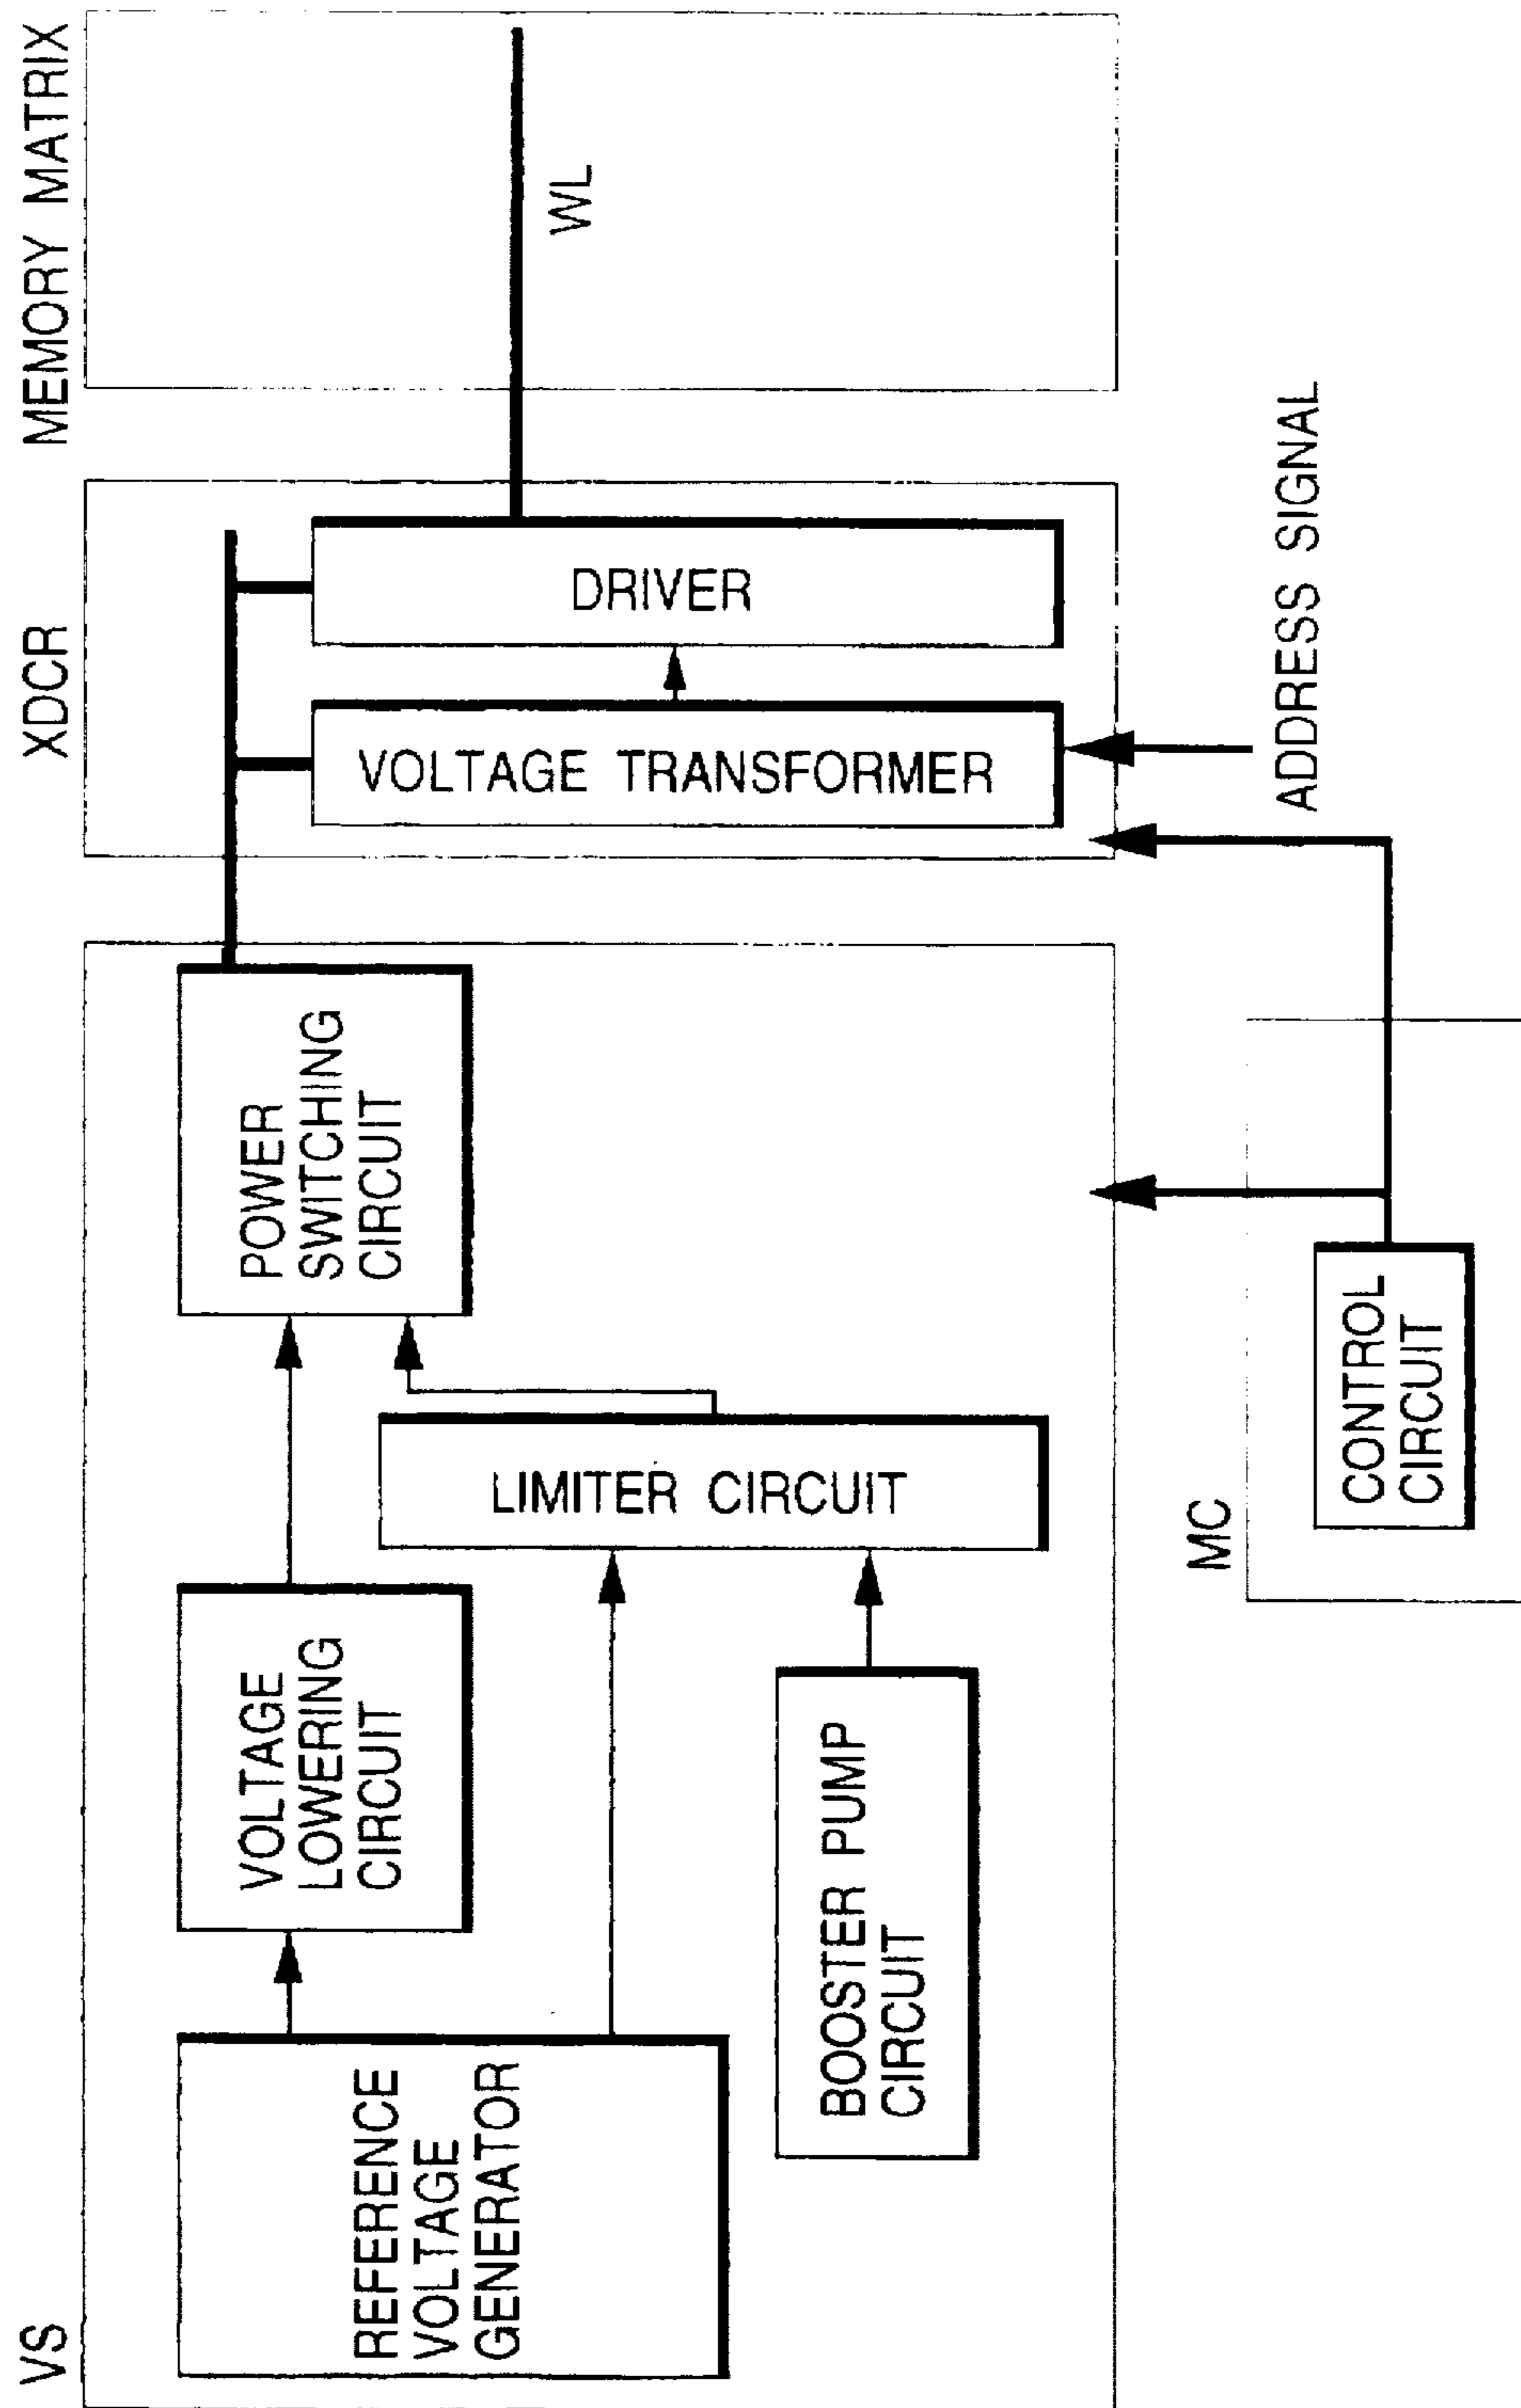 VS
XDCR
MEMORY MATRIX
REFERENCE
VOLTAGE
GENERATOR
VOLTAGE
LOWERING
CIRCUIT
POWER
SWITCHING
CIRCUIT
LIMITER CIRCUIT
BOOSTER PUMP
CIRCUIT
VOLTAGE TRANSFORMER
DRIVER
WL
MC
CONTROL
CIRCUIT
ADDRESS SIGNAL